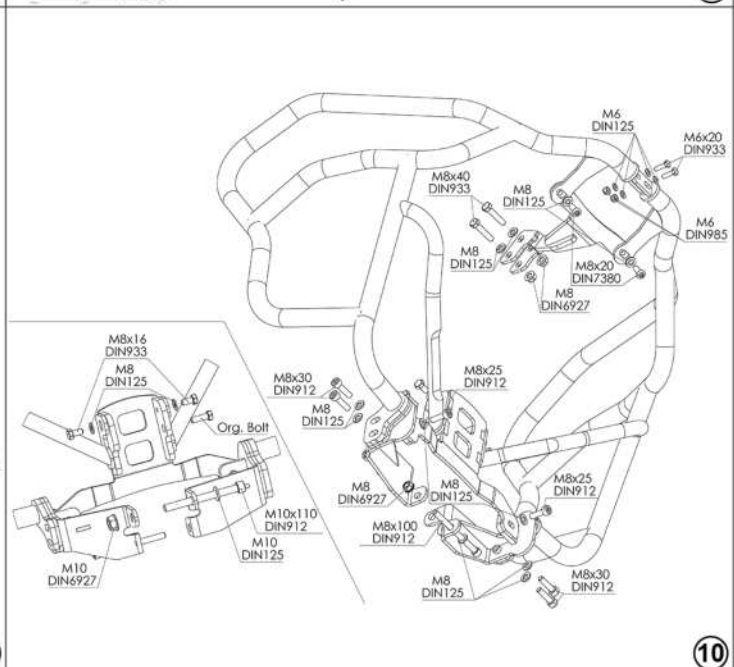 M6
DIN125
M6x20
DIN933
M8x40
DIN933
M8
DIN125
M6
DIN985
M8
DIN125
M8x20
DIN7380
M8
DIN6927
M8x16
DIN933
M8
DIN125
M8x30
DIN912
M8x25
DIN912
M8
DIN125
Org. Bolt
M8
DIN6927
M8
DIN125
M8x25
DIN912
M10x110
DIN912
M8x100
DIN912
M10
DIN125
M10
DIN6927
M8
DIN125
M8x30
DIN912
10